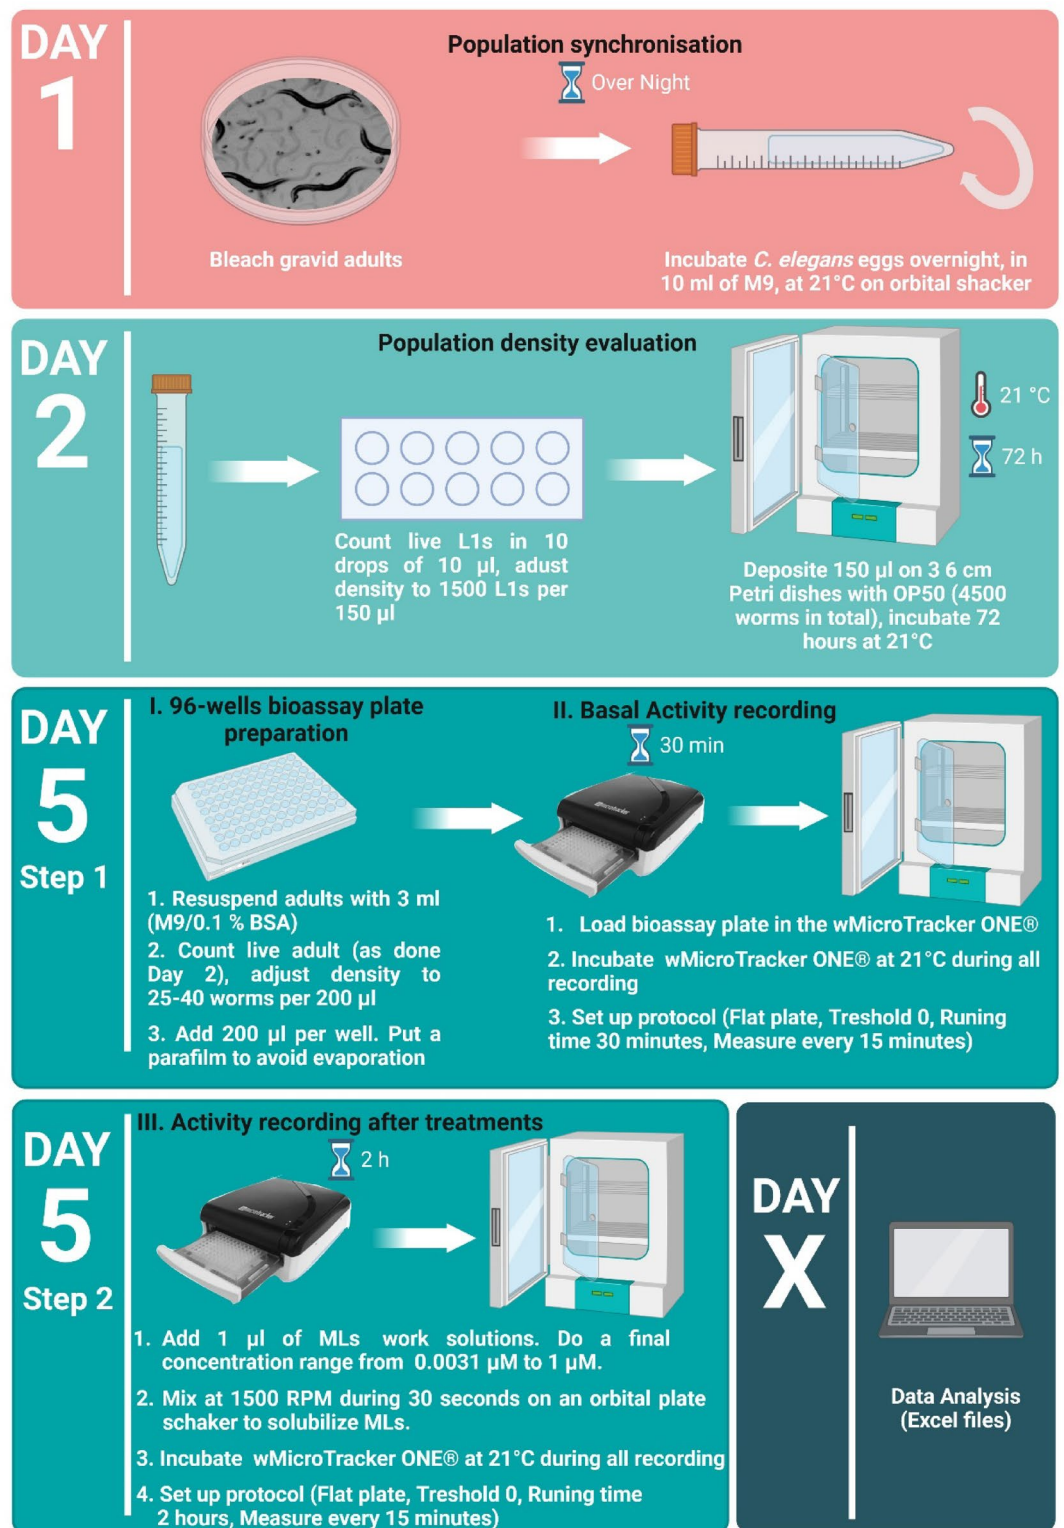 DAY
1
Population synchronisation
Over Night
Bleach gravid adults
Incubate C. elegans eggs overnight, in
10 ml of M9, at 21°C on orbital shacker
DAY
2
Population density evaluation
21 °C
72 h
Count live L1s in 10
drops of 10 µl, adust
density to 1500 L1s per
150 µl
Deposite 150 µl on 3 6 cm
Petri dishes with OP50 (4500
worms in total), incubate 72
hours at 21°C
DAY
5
Step 1
I. 96-wells bioassay plate
preparation
1. Resuspend adults with 3 ml
(M9/0.1 % BSA)
2. Count live adult (as done
Day 2), adjust density to
25-40 worms per 200 µl
3. Add 200 µl per well. Put a
parafilm to avoid evaporation
II. Basal Activity recording
30 min
1. Load bioassay plate in the wMicroTracker ONE®
2. Incubate wMicroTracker ONE® at 21°C during all
recording
3. Set up protocol (Flat plate, Treshold 0, Runing
time 30 minutes, Measure every 15 minutes)
DAY
5
Step 2
III. Activity recording after treatments
2 h
1. Add 1 µl of MLs work solutions. Do a final
concentration range from 0.0031 µM to 1 µM.
2. Mix at 1500 RPM during 30 seconds on an orbital plate
schaker to solubilize MLs.
3. Incubate wMicroTracker ONE® at 21°C during all recording
4. Set up protocol (Flat plate, Treshold 0, Runing time
2 hours, Measure every 15 minutes)
DAY
X
Data Analysis
(Excel files)